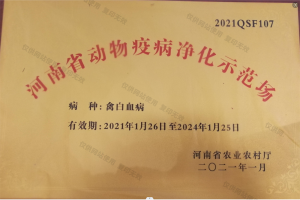 2021QSF107
河南省动物疫病净化示范场
病 种：禽白血病
有效期：2021年1月26日至2024年1月25日
河南省农业农村厅
二〇二一年一月